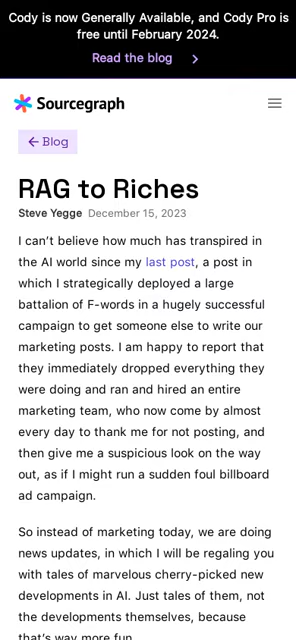 Cody is now Generally Available, and Cody Pro is
free until February 2024.
Read the blog
Sourcegraph
Blog
RAG to Riches
Steve Yegge December 15, 2023
I can't believe how much has transpired in
the AI world since my last post, a post in
which I strategically deployed a large
battalion of F-words in a hugely successful
campaign to get someone else to write our
marketing posts. I am happy to report that
they immediately dropped everything they
were doing and ran and hired an entire
marketing team, who now come by almost
every day to thank me for not posting, and
then give me a suspicious look on the way
out, as if I might run a sudden foul billboard
ad campaign.
So instead of marketing today, we are doing
news updates, in which I will be regaling you
with tales of marvelous cherry-picked new
developments in AI. Just tales of them, not
the developments themselves, because
that's way more fun